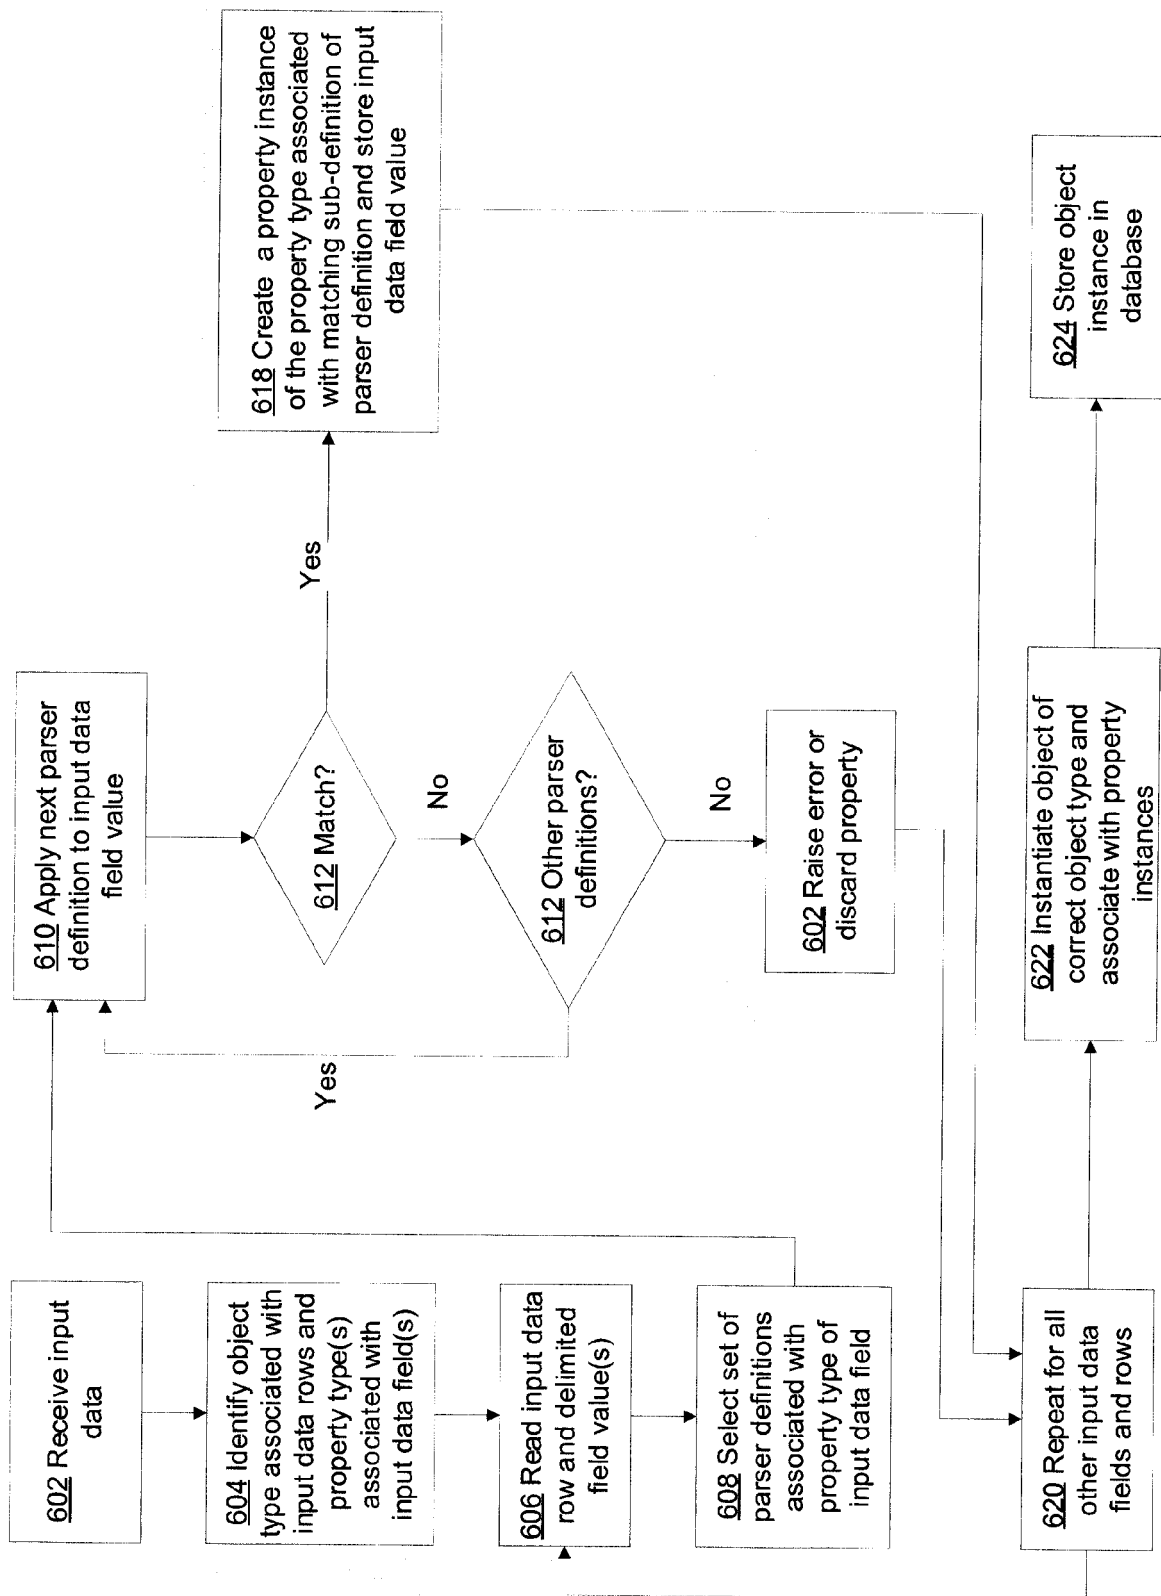 602 Receive input
data
604 Identify object
type associated with
input data rows and
property type(s)
associated with
input data field(s)
606 Read input data
row and delimited
field value(s)
608 Select set of
parser definitions
associated with
property type of
input data field
610 Apply next parser
definition to input data
field value
612 Match?
Yes
No
612 Other parser
definitions?
Yes
No
602 Raise error or
discard property
618 Create a property instance
of the property type associated
with matching sub-definition of
parser definition and store input
data field value
620 Repeat for all
other input data
fields and rows
622 Instantiate object of
correct object type and
associate with property
instances
624 Store object
instance in
database